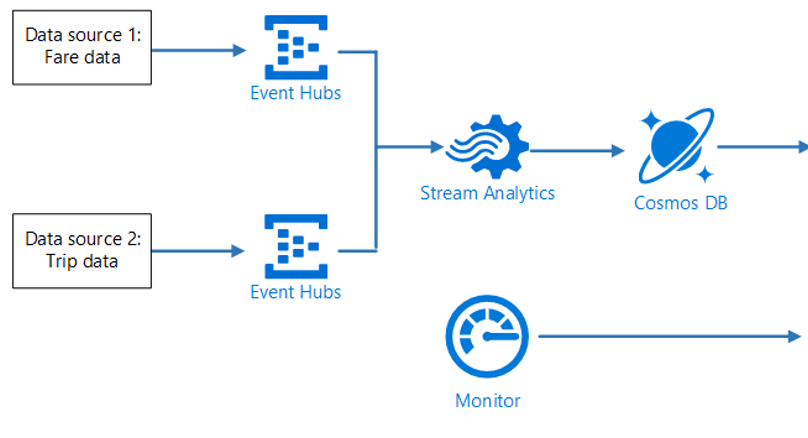 Data source 1:
Fare data
Event Hubs
Stream Analytics
Cosmos DB
Data source 2:
Trip data
Event Hubs
Monitor